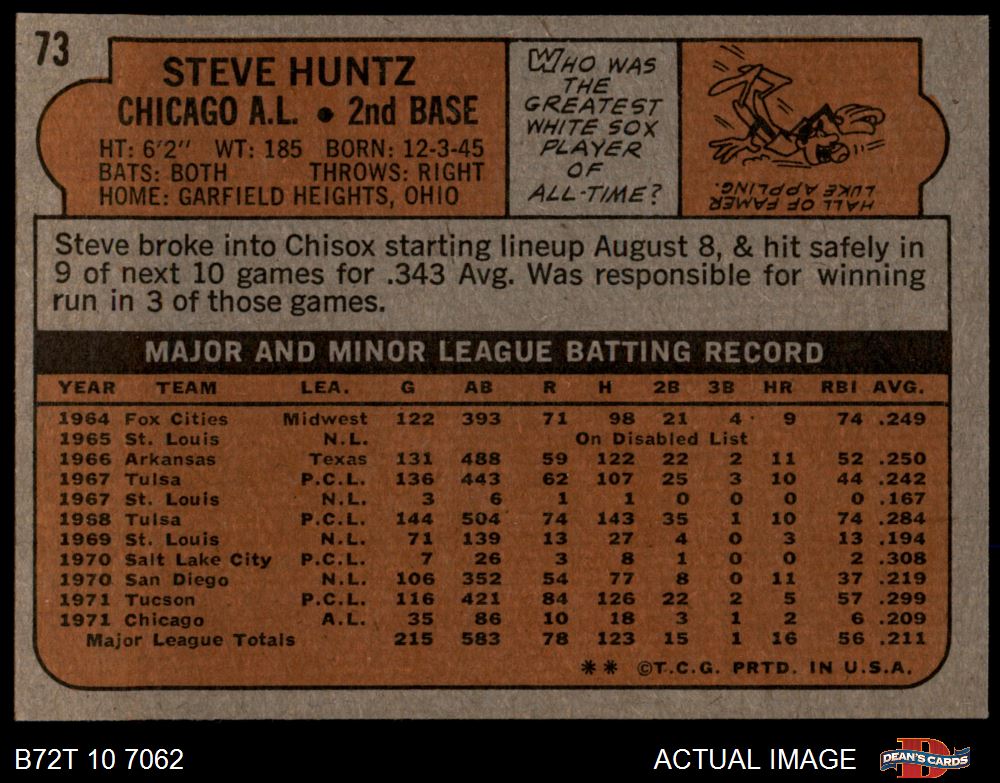 73
STEVE HUNTZ
CHICAGO A.L. • 2nd BASE
HT: 6'2" WT: 185 BORN: 12-3-45
BATS: BOTH THROWS: RIGHT
HOME: GARFIELD HEIGHTS, OHIO
WHO WAS
THE
GREATEST
WHITE SOX
PLAYER
OF
ALL-TIME?
HALL OF FAMER
LUKE APPLING.
Steve broke into Chisox starting lineup August 8, & hit safely in
9 of next 10 games for .343 Avg. Was responsible for winning
run in 3 of those games.
MAJOR AND MINOR LEAGUE BATTING RECORD
YEAR TEAM LEA. G AB R H 2B 3B HR RBI AVG.
1964 Fox Cities Midwest 122 393 71 98 21 4 9 74 .249
1965 St. Louis N.L. On Disabled List
1966 Arkansas Texas 131 488 59 122 22 2 11 52 .250
1967 Tulsa P.C.L. 136 443 62 107 25 3 10 44 .242
1967 St. Louis N.L. 3 6 1 1 0 0 0 0 .167
1968 Tulsa P.C.L. 144 504 74 143 35 1 10 74 .284
1969 St. Louis N.L. 71 139 13 27 4 0 3 13 .194
1970 Salt Lake City P.C.L. 7 26 3 8 1 0 0 2 .308
1970 San Diego N.L. 106 352 54 77 8 0 11 37 .219
1971 Tucson P.C.L. 116 421 84 126 22 2 5 57 .299
1971 Chicago A.L. 35 86 10 18 3 1 2 6 .209
Major League Totals 215 583 78 123 15 1 16 56 .211
** ©T.C.G. PRTD. IN U.S.A.
B72T 10 7062
ACTUAL IMAGE
D
DEAN'S CARDS